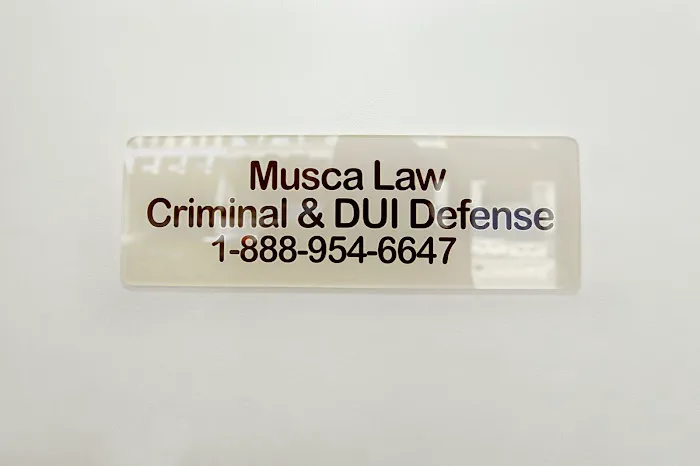 Musca Law
Criminal & DUI Defense
1-888-954-6647